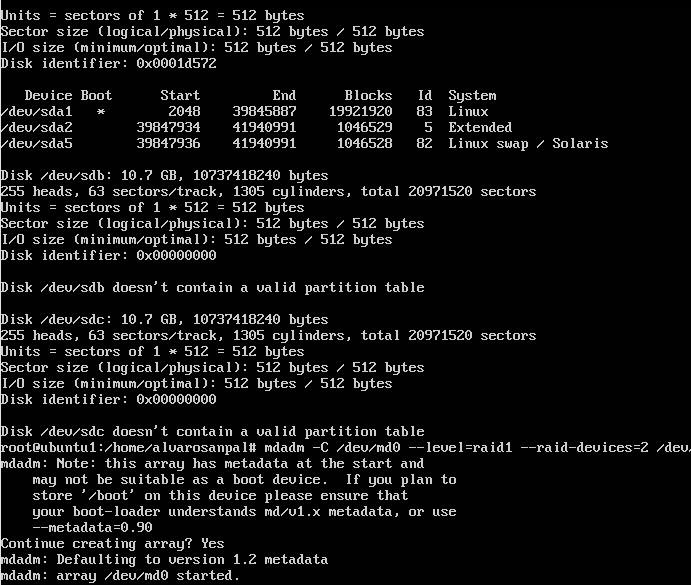 Units = sectors of 1 * 512 = 512 bytes
Sector size (logical/physical): 512 bytes / 512 bytes
I/O size (minimum/optimal): 512 bytes / 512 bytes
Disk identifier: 0x0001d572
Device Boot Start End Blocks Id System
/dev/sda1 * 2048 39845887 19921920 83 Linux
/dev/sda2 39847934 41940991 1046529 5 Extended
/dev/sda5 39847936 41940991 1046528 82 Linux swap / Solaris
Disk /dev/sdb: 10.7 GB, 10737418240 bytes
255 heads, 63 sectors/track, 1305 cylinders, total 20971520 sectors
Units = sectors of 1 * 512 = 512 bytes
Sector size (logical/physical): 512 bytes / 512 bytes
I/O size (minimum/optimal): 512 bytes / 512 bytes
Disk identifier: 0x00000000
Disk /dev/sdb doesn't contain a valid partition table
Disk /dev/sdc: 10.7 GB, 10737418240 bytes
255 heads, 63 sectors/track, 1305 cylinders, total 20971520 sectors
Units = sectors of 1 * 512 = 512 bytes
Sector size (logical/physical): 512 bytes / 512 bytes
I/O size (minimum/optimal): 512 bytes / 512 bytes
Disk identifier: 0x00000000
Disk /dev/sdc doesn't contain a valid partition table
root@ubuntu1:/home/alvarosanpal# mdadm -C /dev/md0 --level=raid1 --raid-devices=2 /dev
mdadm: Note: this array has metadata at the start and
may not be suitable as a boot device. If you plan to
store '/boot' on this device please ensure that
your boot-loader understands md/v1.x metadata, or use
--metadata=0.90
Continue creating array? Yes
mdadm: Defaulting to version 1.2 metadata
mdadm: array /dev/md0 started.